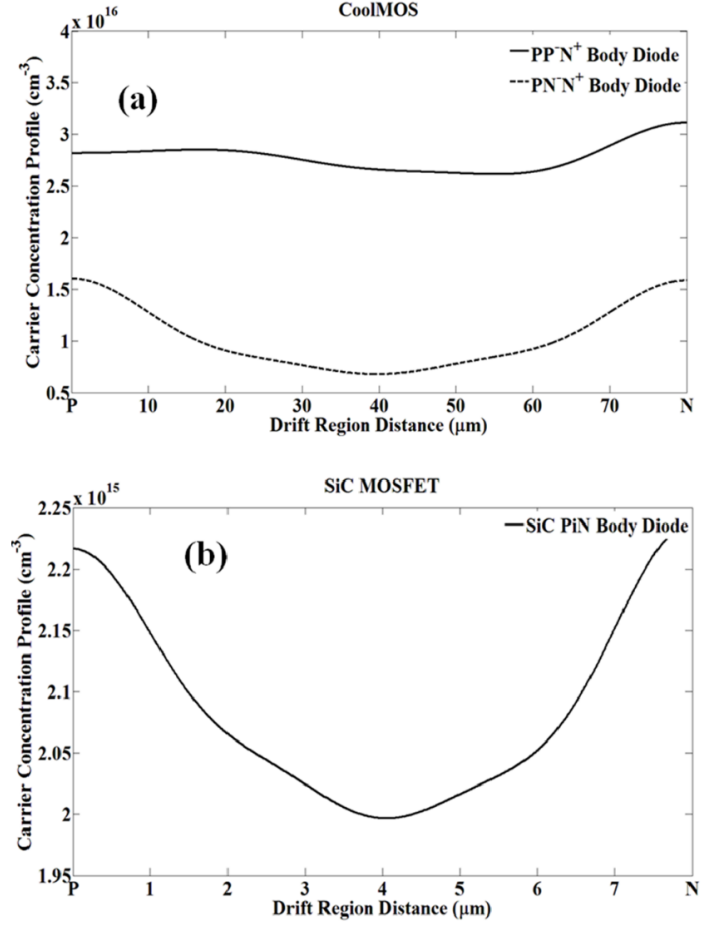 CoolMOS
x 10^16
4
3.5
3
2.5
2
1.5
1
0.5
Carrier Concentration Profile (cm^-3)
(a)
PP^-N^+ Body Diode
PN^-N^+ Body Diode
P 10 20 30 40 50 60 70 N
Drift Region Distance (μm)
SiC MOSFET
x 10^15
2.25
2.2
2.15
2.1
2.05
2
1.95
Carrier Concentration Profile (cm^-3)
(b)
SiC PiN Body Diode
P 1 2 3 4 5 6 7 N
Drift Region Distance (μm)